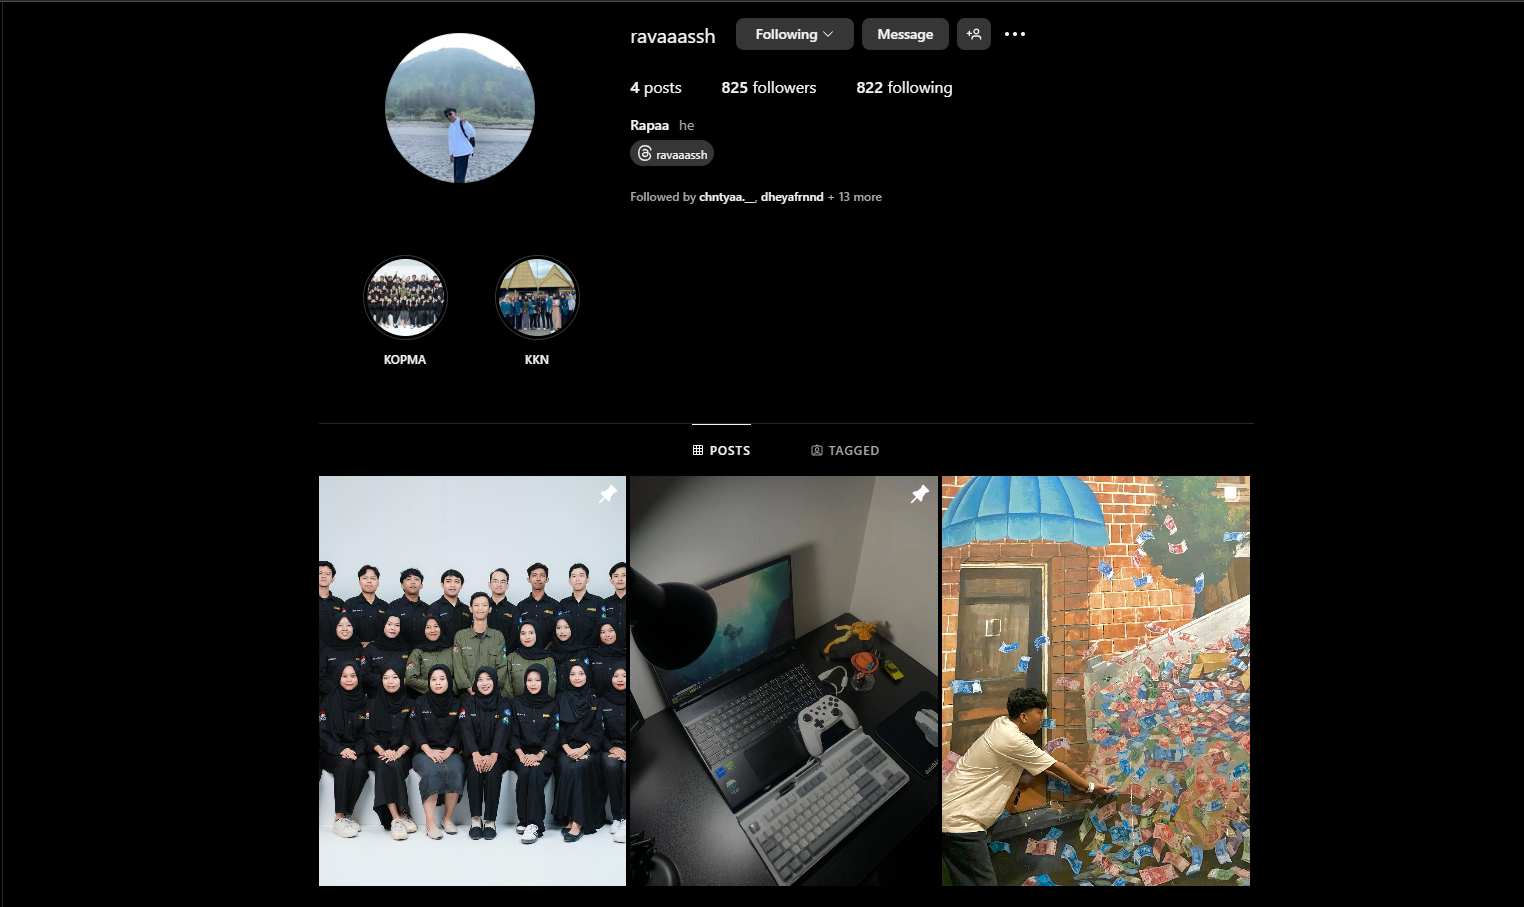 ravaaassh Following Message
4 posts 825 followers 822 following
Rapaa he
ravaaassh
Followed by chntyaa.__, dheyafrnnd + 13 more
KOPMA KKN
POSTS TAGGED